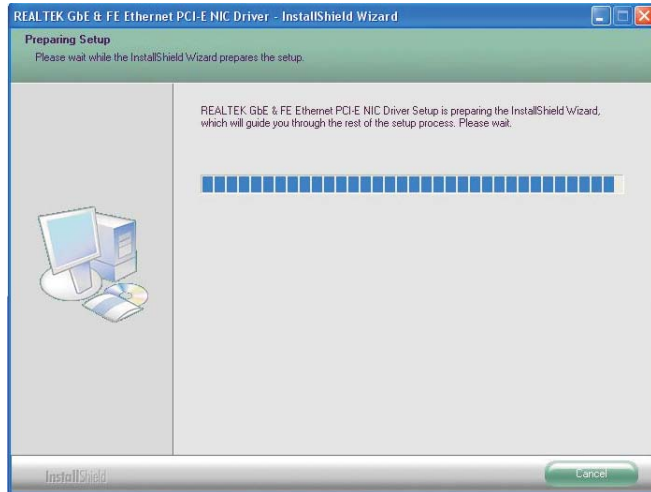 REALTEK GbE & FE Ethernet PCI-E NIC Driver - InstallShield Wizard
Preparing Setup
Please wait while the InstallShield Wizard prepares the setup.
REALTEK GbE & FE Ethernet PCI-E NIC Driver Setup is preparing the InstallShield Wizard,
which will guide you through the rest of the setup process. Please wait.
InstallShield
Cancel